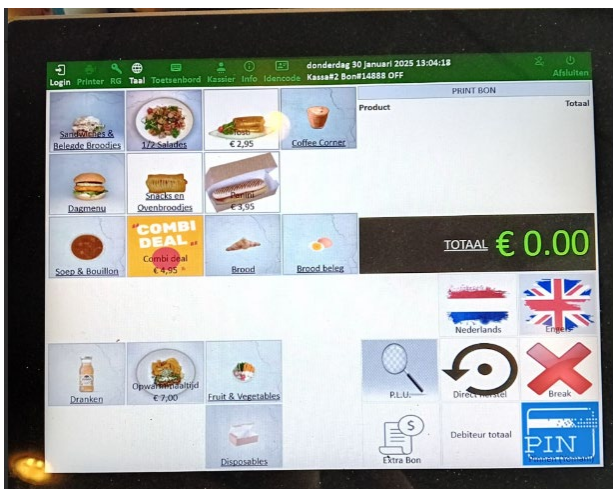 Login Printer RG Taal Toetsenbord Kassier Info Idencode
donderdag 30 januari 2025 13:04:18
Kassa#2 Bon#14888 OFF
Afsluiten
PRINT BON
Product Totaal
Sandwiches &
Belegde Broodjes
1/2 Salades
€ 2,95
Coffee Corner
Dagmenu
Snacks en
Ovenbroodjes
Panini
€ 3,95
COMBI
DEAL
Soep & Bouillon
Combi deal
€ 4,95
Brood
Brood beleg
TOTAAL € 0.00
Nederlands
Engels
Dranken
Opwarmmaaltijd
€ 7,00
Fruit & Vegetables
P.L.U.
Direct herstel
Break
Disposables
Extra Bon
Debiteur totaal
PIN